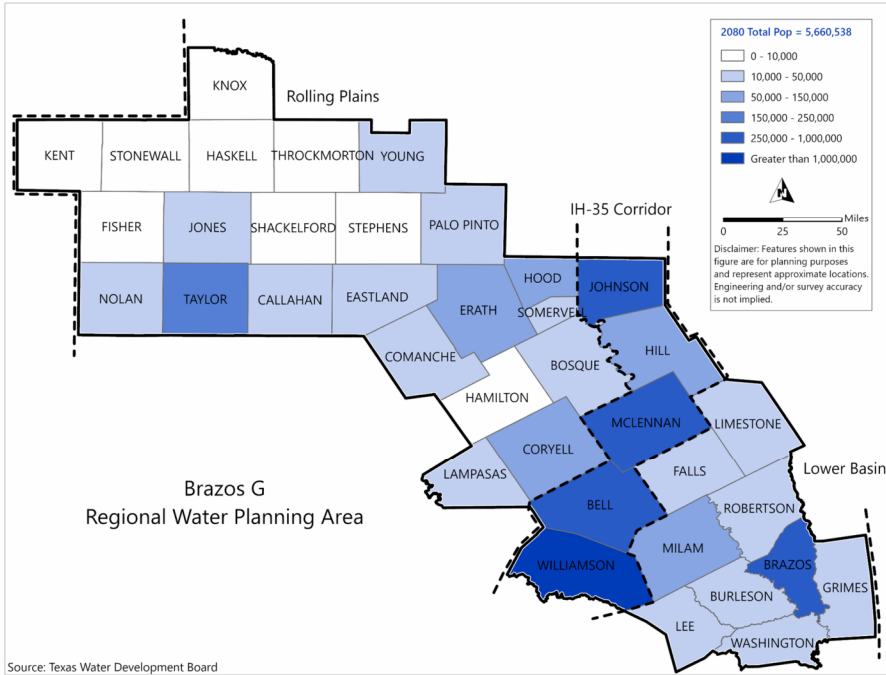 2080 Total Pop = 5,660,538
0 - 10,000
10,000 - 50,000
50,000 - 150,000
150,000 - 250,000
250,000 - 1,000,000
Greater than 1,000,000
N
0 25 50 Miles
Disclaimer: Features shown in this
figure are for planning purposes
and represent approximate locations.
Engineering and/or survey accuracy
is not implied.
KNOX
Rolling Plains
KENT STONEWALL HASKELL THROCKMORTON YOUNG
FISHER JONES SHACKELFORD STEPHENS PALO PINTO
IH-35 Corridor
NOLAN TAYLOR CALLAHAN EASTLAND ERATH HOOD JOHNSON
SOMERVELL
COMANCHE BOSQUE HILL
HAMILTON
MCLENNAN LIMESTONE
CORYELL
LAMPASAS FALLS Lower Basin
Brazos G
Regional Water Planning Area
BELL ROBERTSON
MILAM
WILLIAMSON BRAZOS
BURLESON GRIMES
LEE
WASHINGTON
Source: Texas Water Development Board